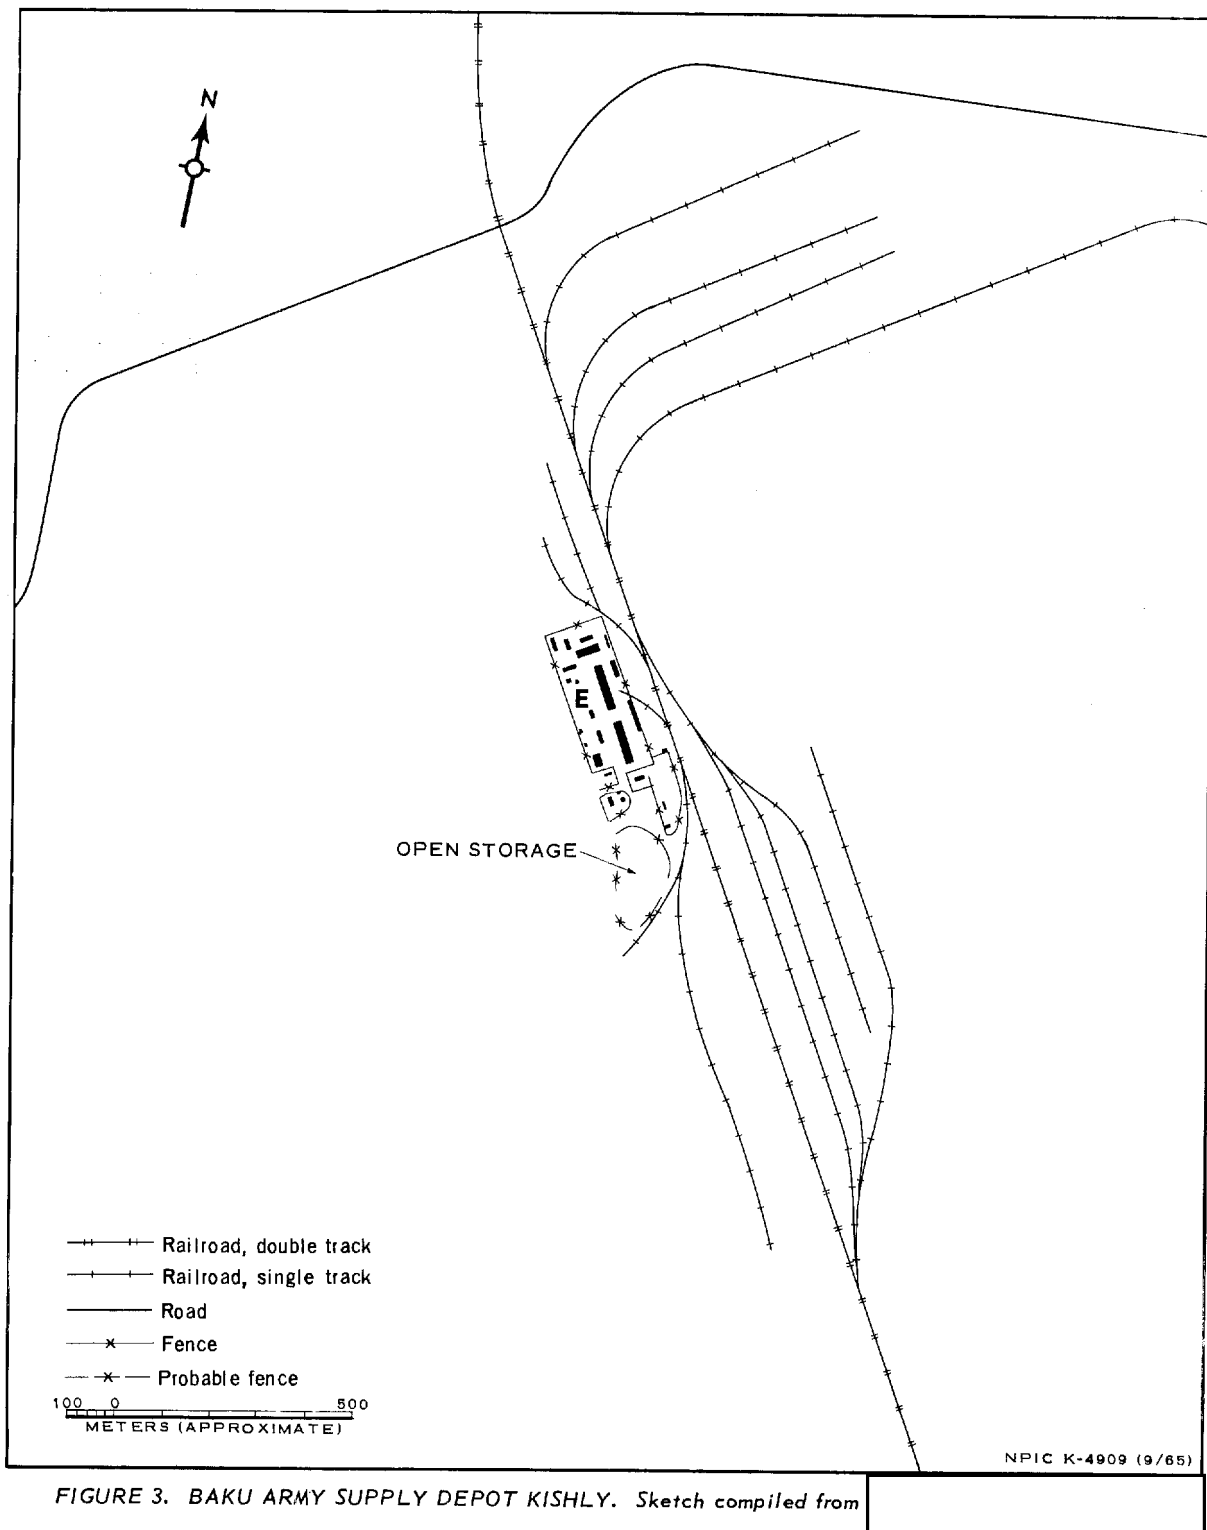 N
E
OPEN STORAGE
Railroad, double track
Railroad, single track
Road
Fence
Probable fence
100 0 500
METERS (APPROXIMATE)
NPIC K-4909 (9/65)
FIGURE 3. BAKU ARMY SUPPLY DEPOT KISHLY. Sketch compiled from